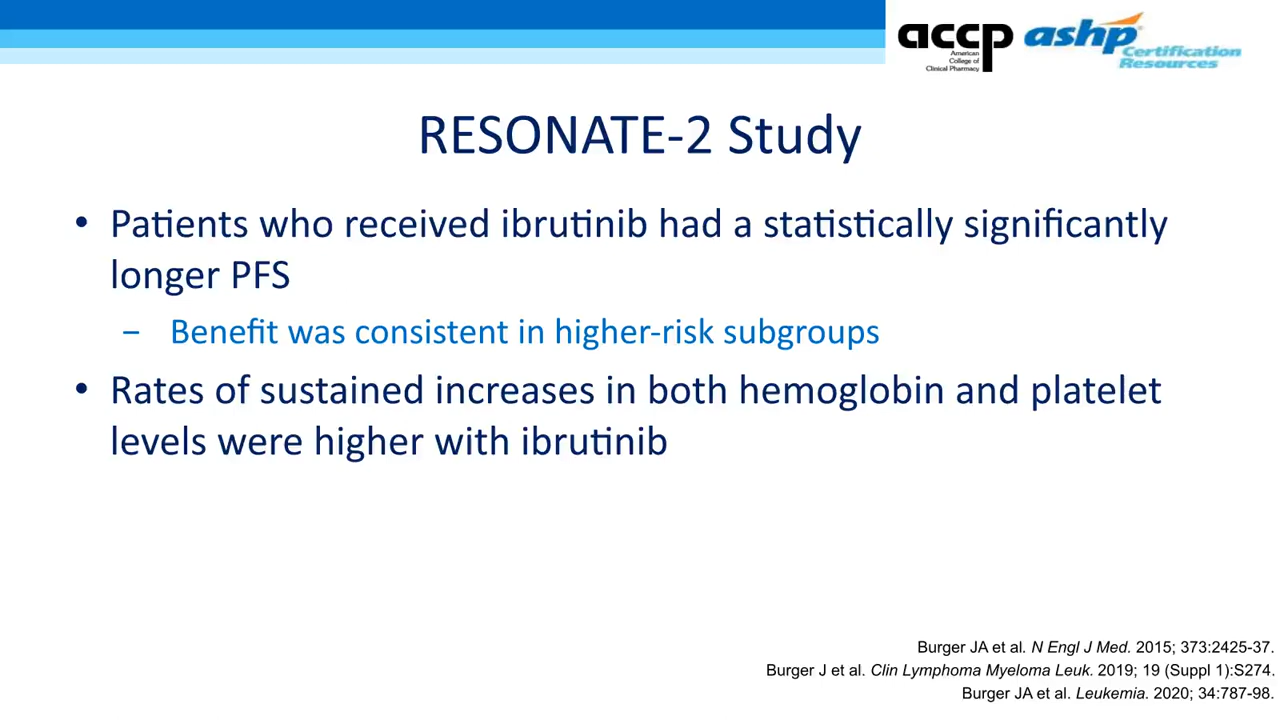 accp
American
College of
Clinical Pharmacy
ashp®
Certification
Resources
RESONATE-2 Study
• Patients who received ibrutinib had a statistically significantly
longer PFS
– Benefit was consistent in higher-risk subgroups
• Rates of sustained increases in both hemoglobin and platelet
levels were higher with ibrutinib
Burger JA et al. N Engl J Med. 2015; 373:2425-37.
Burger J et al. Clin Lymphoma Myeloma Leuk. 2019; 19 (Suppl 1):S274.
Burger JA et al. Leukemia. 2020; 34:787-98.